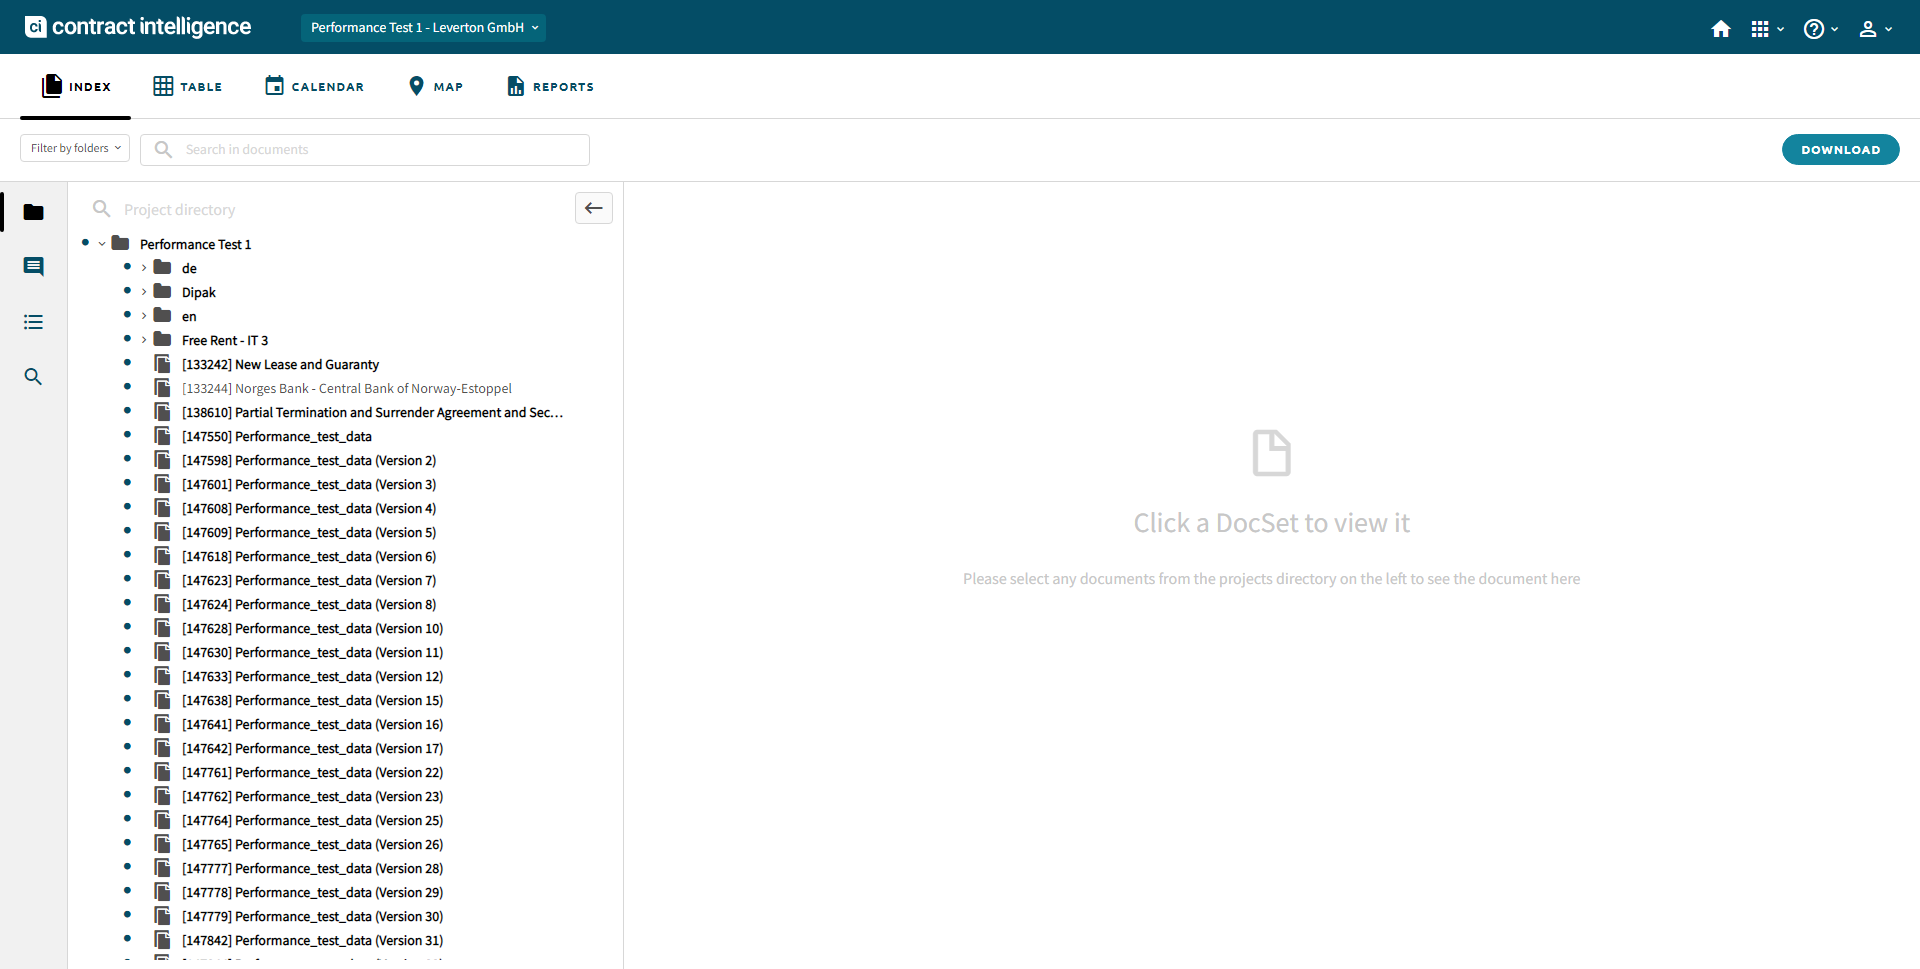 ci contract intelligence
Performance Test 1 - Leverton GmbH
INDEX
TABLE
CALENDAR
MAP
REPORTS
Filter by folders
Search in documents
DOWNLOAD
Project directory
Performance Test 1
de
Dipak
en
Free Rent - IT 3
[133242] New Lease and Guaranty
[133244] Norges Bank - Central Bank of Norway-Estoppel
[138610] Partial Termination and Surrender Agreement and Sec...
[147550] Performance_test_data
[147598] Performance_test_data (Version 2)
[147601] Performance_test_data (Version 3)
[147608] Performance_test_data (Version 4)
[147609] Performance_test_data (Version 5)
[147618] Performance_test_data (Version 6)
[147623] Performance_test_data (Version 7)
[147624] Performance_test_data (Version 8)
[147628] Performance_test_data (Version 10)
[147630] Performance_test_data (Version 11)
[147633] Performance_test_data (Version 12)
[147638] Performance_test_data (Version 15)
[147641] Performance_test_data (Version 16)
[147642] Performance_test_data (Version 17)
[147761] Performance_test_data (Version 22)
[147762] Performance_test_data (Version 23)
[147764] Performance_test_data (Version 25)
[147765] Performance_test_data (Version 26)
[147777] Performance_test_data (Version 28)
[147778] Performance_test_data (Version 29)
[147779] Performance_test_data (Version 30)
[147842] Performance_test_data (Version 31)
Click a DocSet to view it
Please select any documents from the projects directory on the left to see the document here